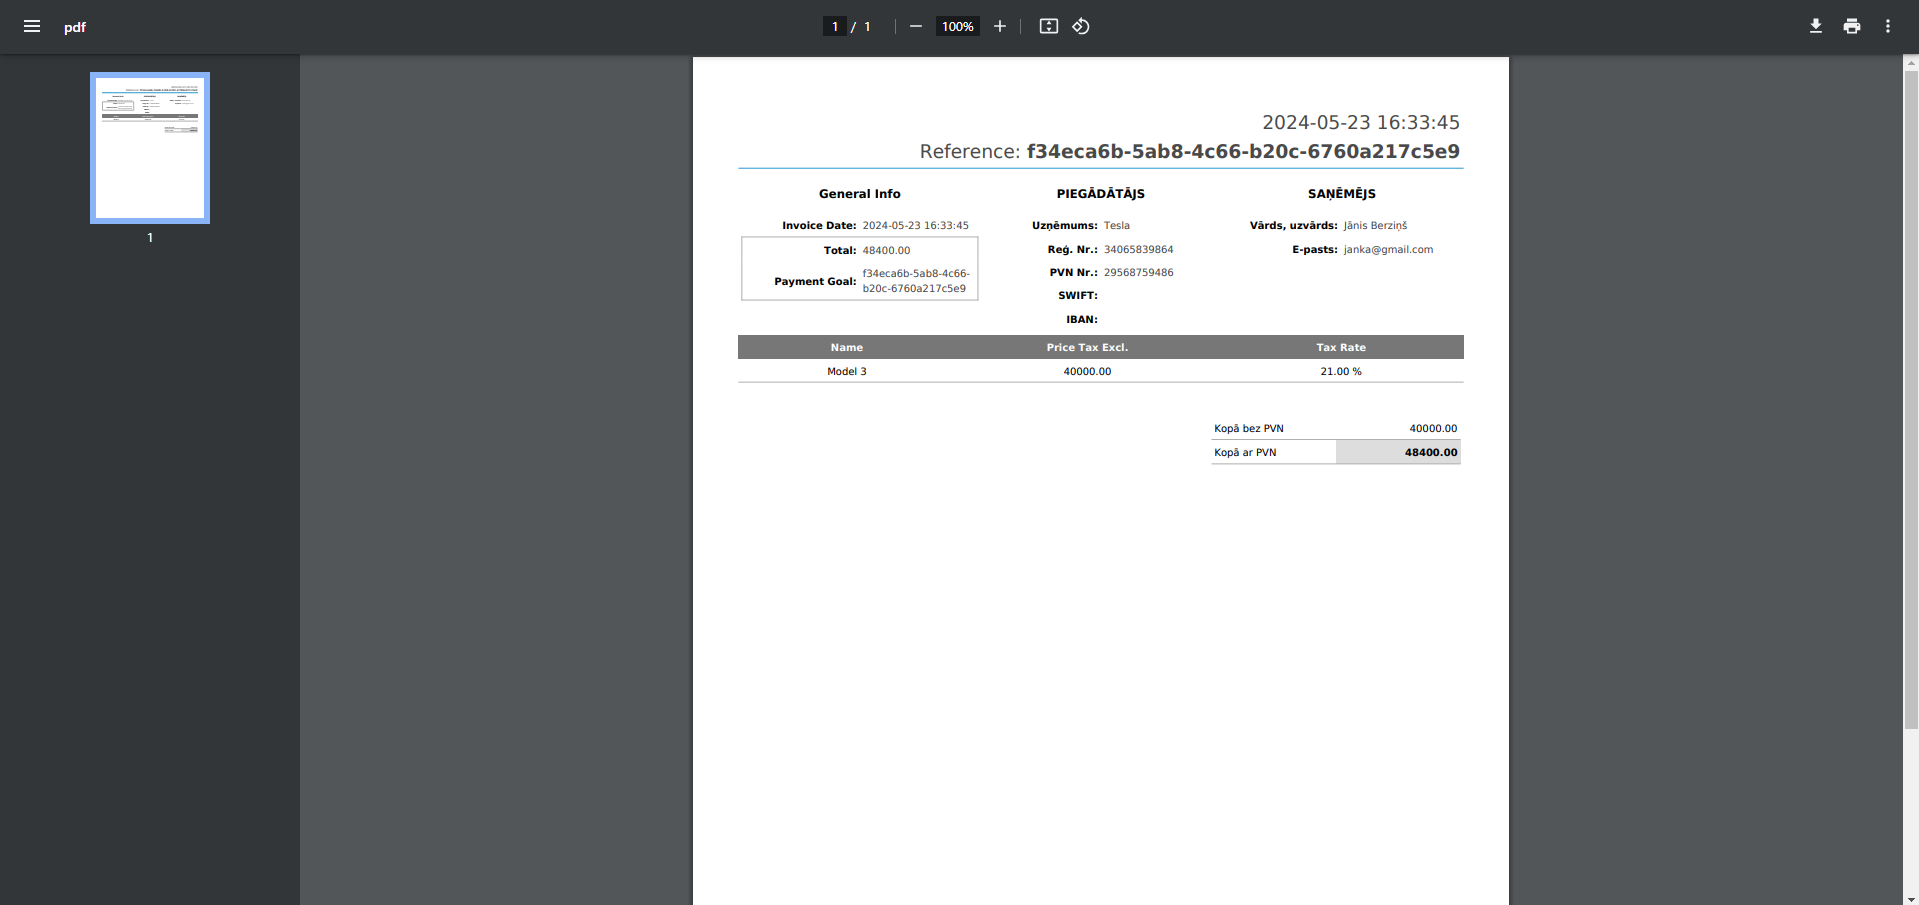 pdf
1 / 1
100%
1
2024-05-23 16:33:45
Reference: f34eca6b-5ab8-4c66-b20c-6760a217c5e9
General Info
Invoice Date: 2024-05-23 16:33:45
Total: 48400.00
Payment Goal: f34eca6b-5ab8-4c66-
b20c-6760a217c5e9
PIEGĀDĀTĀJS
Uzņēmums: Tesla
Reģ. Nr.: 34065839864
PVN Nr.: 29568759486
SWIFT:
IBAN:
SAŅĒMĒJS
Vārds, uzvārds: Jānis Berziņš
E-pasts: janka@gmail.com
Name Price Tax Excl. Tax Rate
Model 3 40000.00 21.00 %
Kopā bez PVN 40000.00
Kopā ar PVN 48400.00